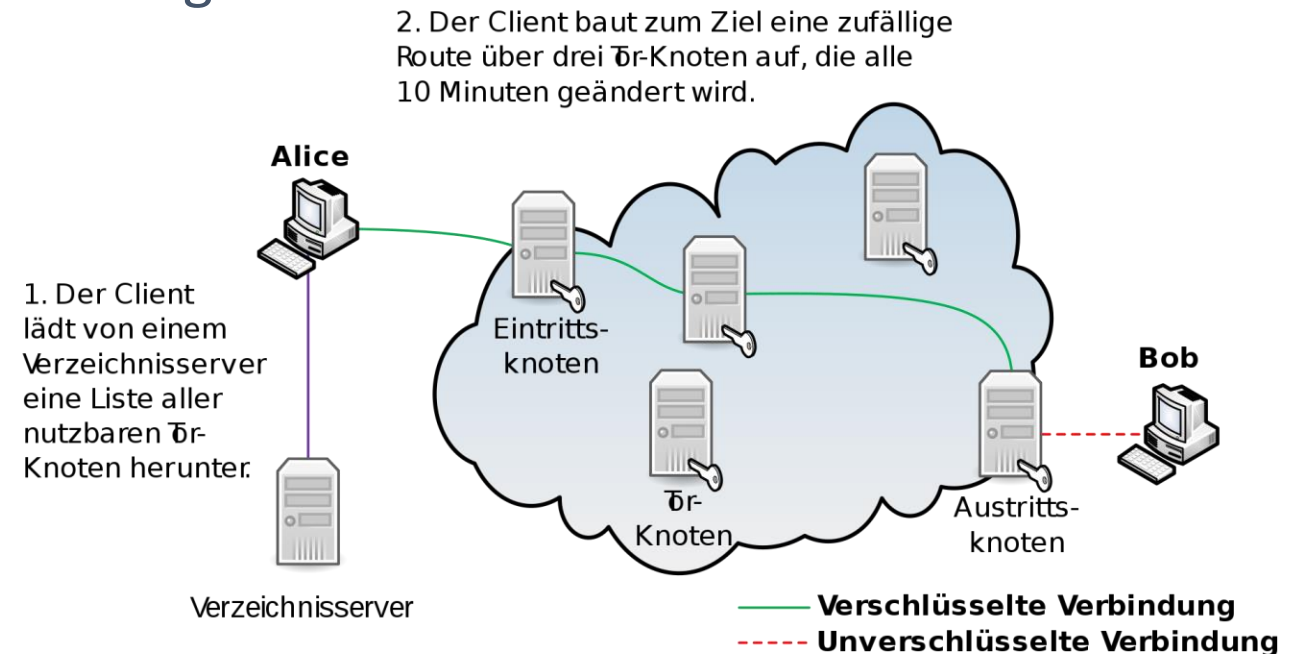 2. Der Client baut zum Ziel eine zufällige
Route über drei Tor-Knoten auf, die alle
10 Minuten geändert wird.
Alice
1. Der Client
lädt von einem
Verzeichnisserver
eine Liste aller
nutzbaren Tor-
Knoten herunter.
Eintritts-
knoten
Bob
Tor-
Knoten
Austritts-
knoten
Verzeichnisserver
Verschlüsselte Verbindung
Unverschlüsselte Verbindung